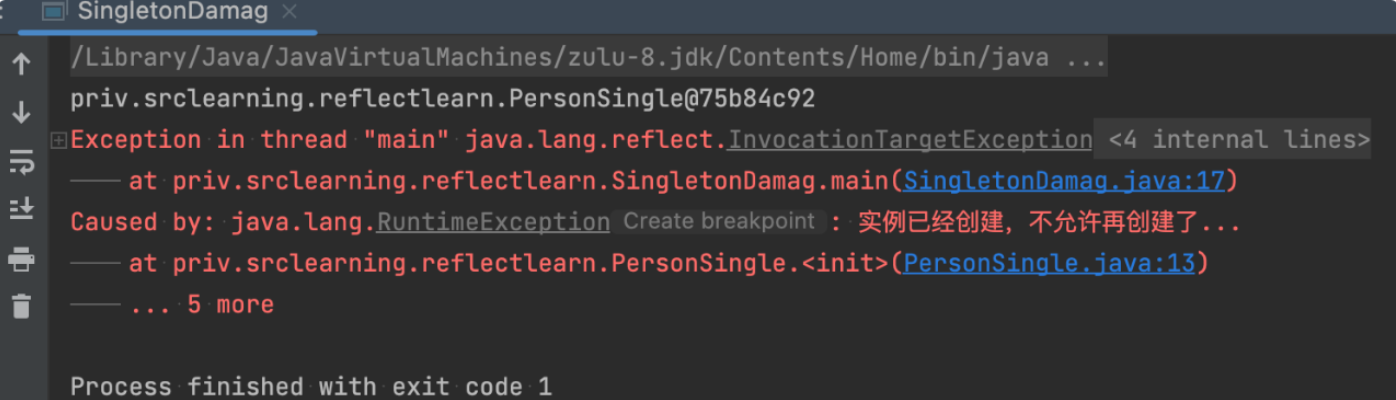 SingletonDamag
/Library/Java/JavaVirtualMachines/zulu-8.jdk/Contents/Home/bin/java ...
priv.srclearning.reflectlearn.PersonSingle@75b84c92
Exception in thread "main" java.lang.reflect.InvocationTargetException <4 internal lines>
at priv.srclearning.reflectlearn.SingletonDamag.main(SingletonDamag.java:17)
Caused by: java.lang.RuntimeException Create breakpoint : 实例已经创建，不允许再创建了...
at priv.srclearning.reflectlearn.PersonSingle.<init>(PersonSingle.java:13)
... 5 more
Process finished with exit code 1